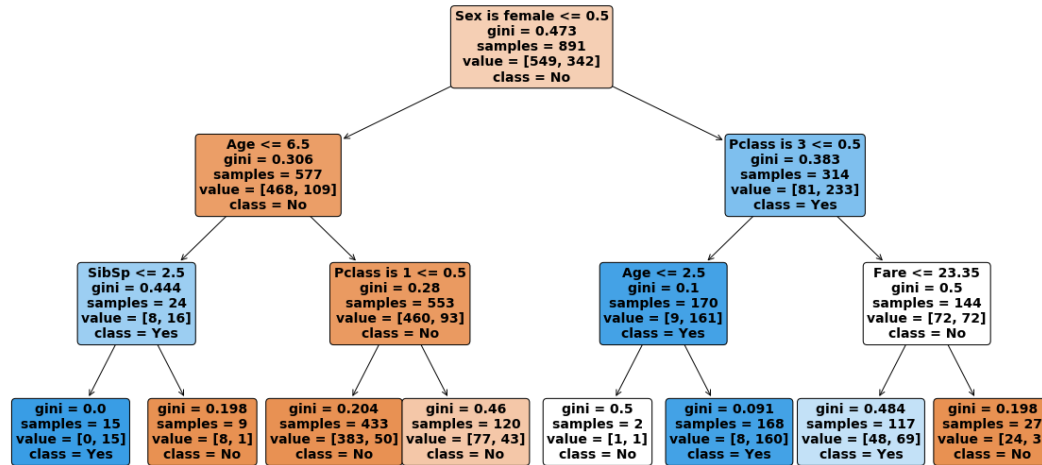 Sex is female <= 0.5
gini = 0.473
samples = 891
value = [549, 342]
class = No
Age <= 6.5
gini = 0.306
samples = 577
value = [468, 109]
class = No
Pclass is 3 <= 0.5
gini = 0.383
samples = 314
value = [81, 233]
class = Yes
SibSp <= 2.5
gini = 0.444
samples = 24
value = [8, 16]
class = Yes
Pclass is 1 <= 0.5
gini = 0.28
samples = 553
value = [460, 93]
class = No
Age <= 2.5
gini = 0.1
samples = 170
value = [9, 161]
class = Yes
Fare <= 23.35
gini = 0.5
samples = 144
value = [72, 72]
class = No
gini = 0.0
samples = 15
value = [0, 15]
class = Yes
gini = 0.198
samples = 9
value = [8, 1]
class = No
gini = 0.204
samples = 433
value = [383, 50]
class = No
gini = 0.46
samples = 120
value = [77, 43]
class = No
gini = 0.5
samples = 2
value = [1, 1]
class = No
gini = 0.091
samples = 168
value = [8, 160]
class = Yes
gini = 0.484
samples = 117
value = [48, 69]
class = Yes
gini = 0.198
samples = 27
value = [24, 3
class = No